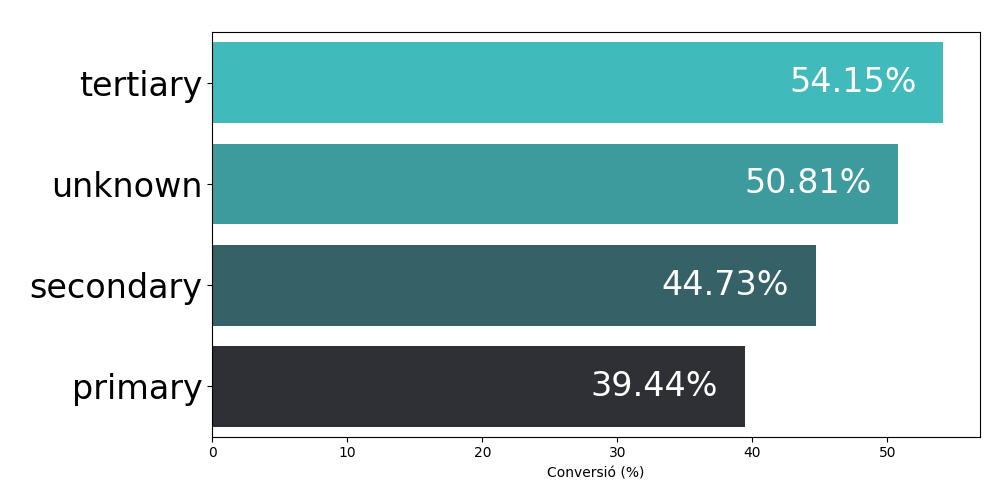 tertiary 54.15%
unknown 50.81%
secondary 44.73%
primary 39.44%
0 10 20 30 40 50
Conversió (%)